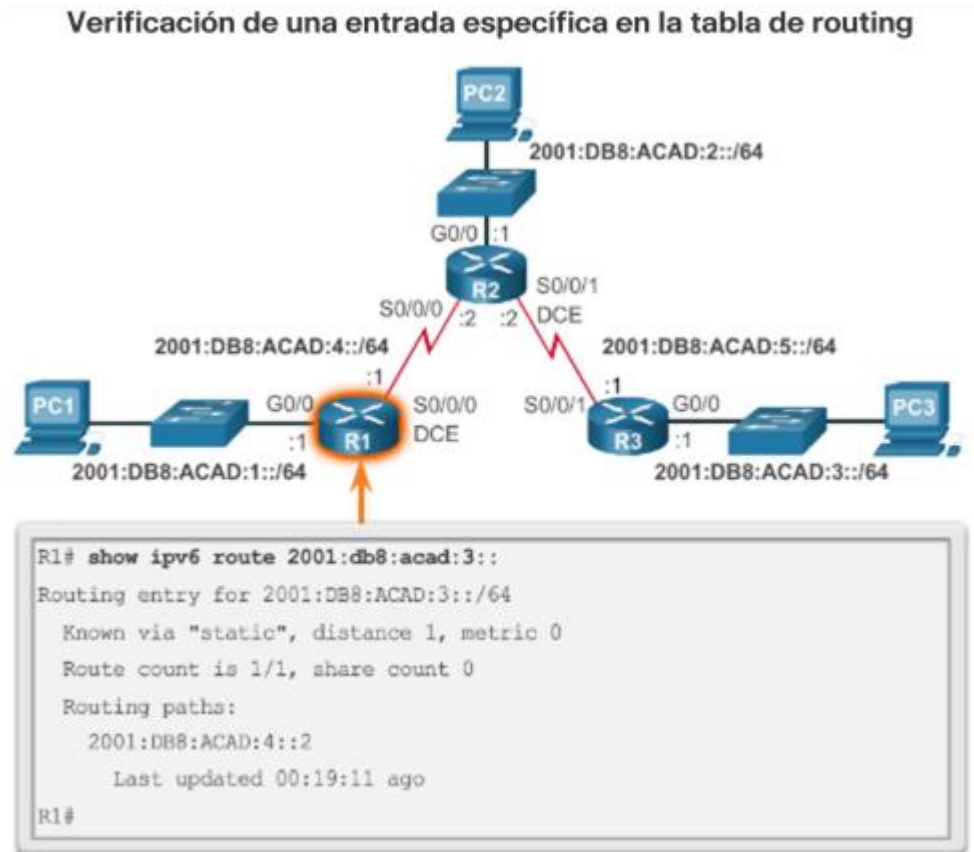 Verificación de una entrada específica en la tabla de routing
PC2
2001:DB8:ACAD:2::/64
G0/0 :1
R2
S0/0/1
DCE
S0/0/0 :2 :2
2001:DB8:ACAD:4::/64
2001:DB8:ACAD:5::/64
:1
:1
PC1
G0/0
:1
R1
S0/0/0
DCE
S0/0/1
R3
G0/0
:1
PC3
2001:DB8:ACAD:1::/64
2001:DB8:ACAD:3::/64
R1# show ipv6 route 2001:db8:acad:3::
Routing entry for 2001:DB8:ACAD:3::/64
Known via "static", distance 1, metric 0
Route count is 1/1, share count 0
Routing paths:
2001:DB8:ACAD:4::2
Last updated 00:19:11 ago
R1#